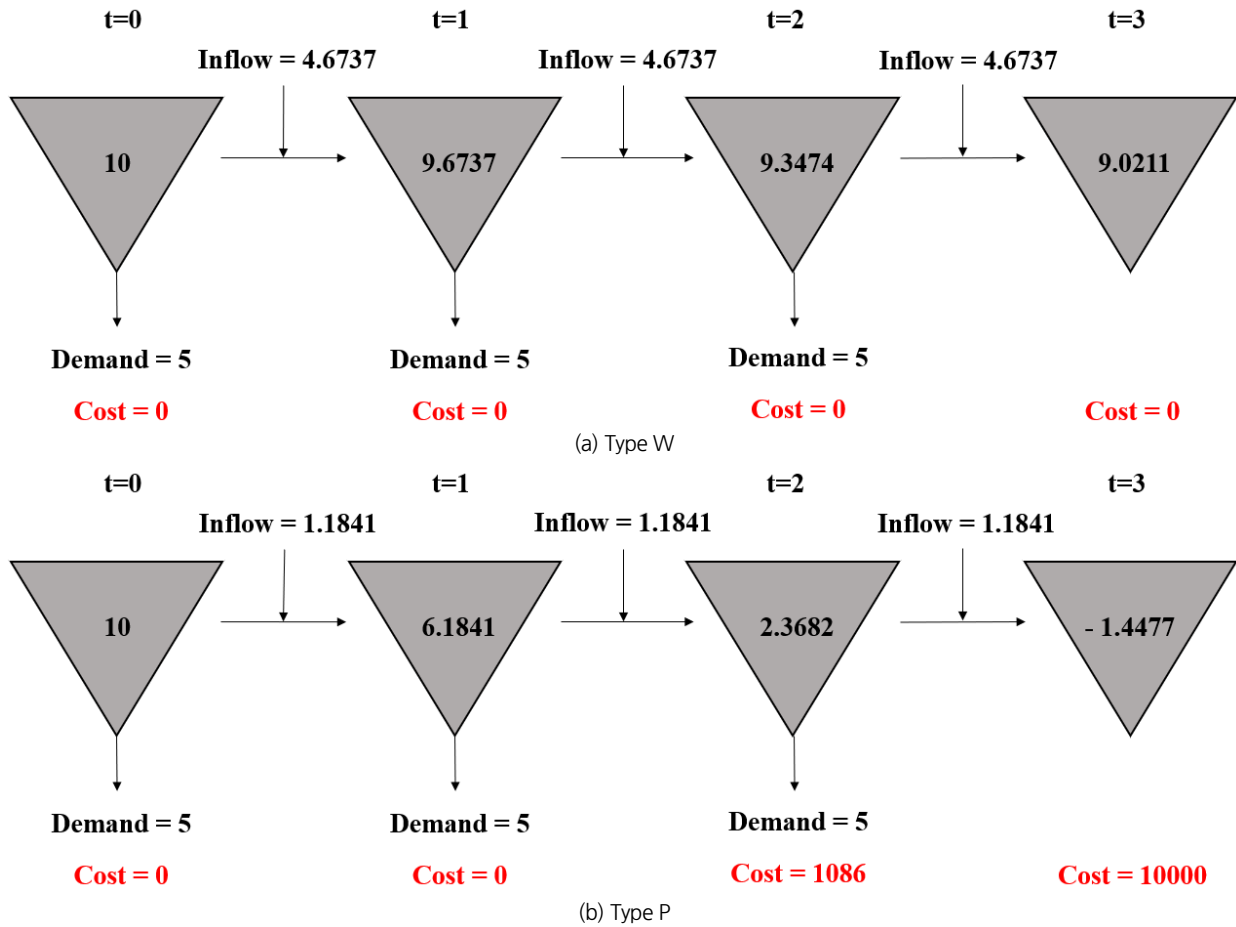 t=0 t=1 t=2 t=3
Inflow = 4.6737 Inflow = 4.6737 Inflow = 4.6737
10 9.6737 9.3474 9.0211
Demand = 5 Demand = 5 Demand = 5
Cost = 0 Cost = 0 Cost = 0 Cost = 0
(a) Type W
t=0 t=1 t=2 t=3
Inflow = 1.1841 Inflow = 1.1841 Inflow = 1.1841
10 6.1841 2.3682 - 1.4477
Demand = 5 Demand = 5 Demand = 5
Cost = 0 Cost = 0 Cost = 1086 Cost = 10000
(b) Type P